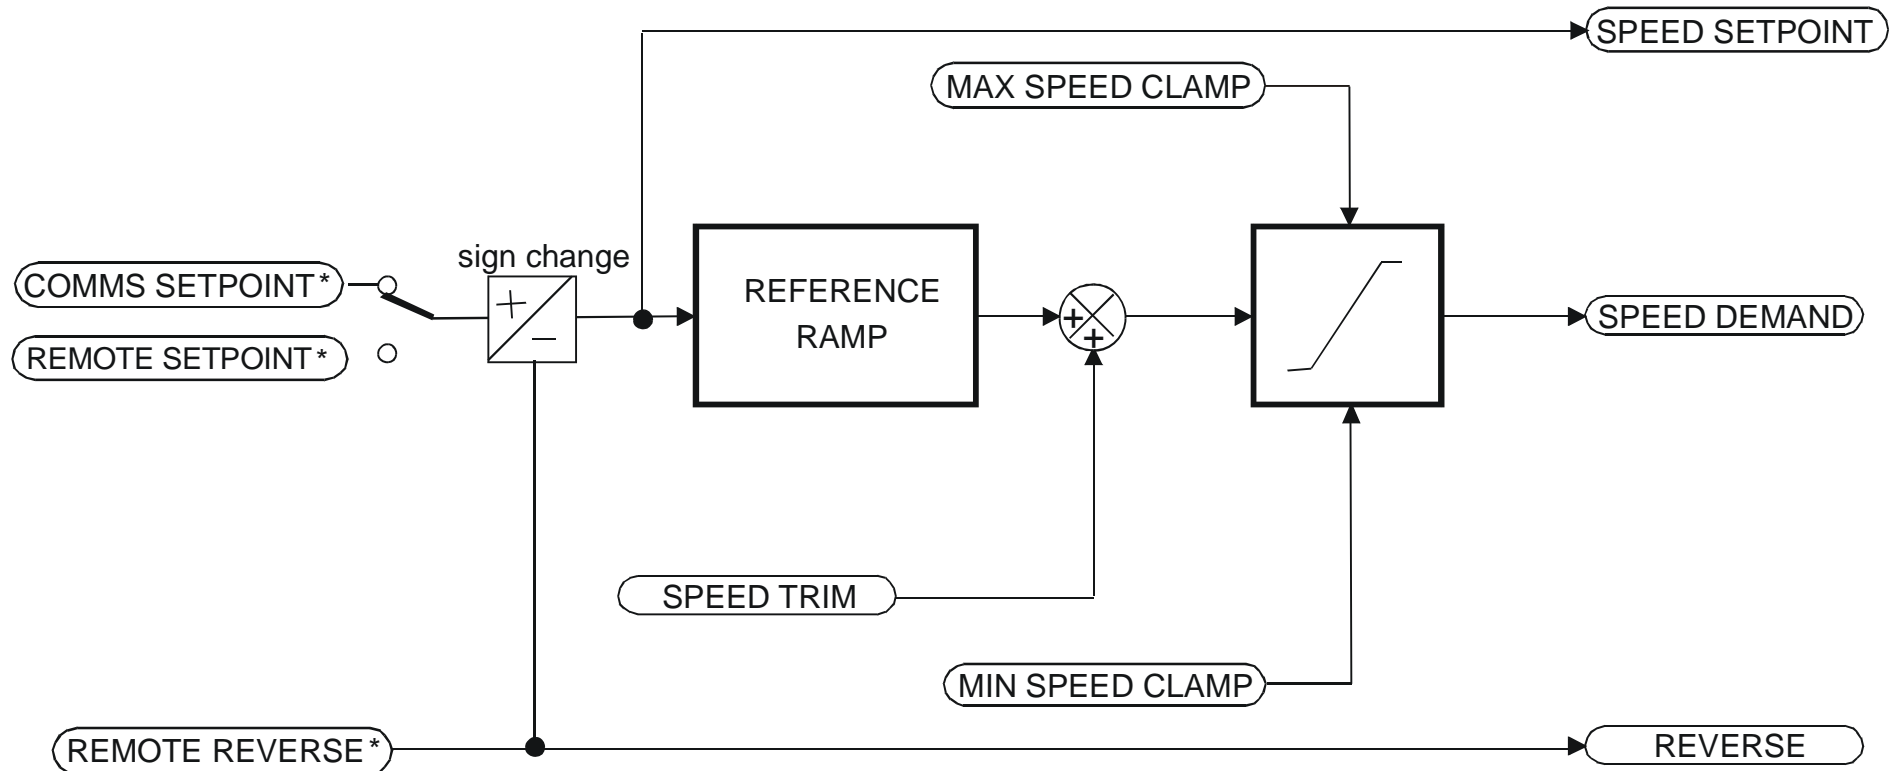 SPEED SETPOINT
MAX SPEED CLAMP
sign change
COMMS SETPOINT*
+
−
REFERENCE
RAMP
+
+
SPEED DEMAND
REMOTE SETPOINT*
SPEED TRIM
MIN SPEED CLAMP
REMOTE REVERSE*
REVERSE